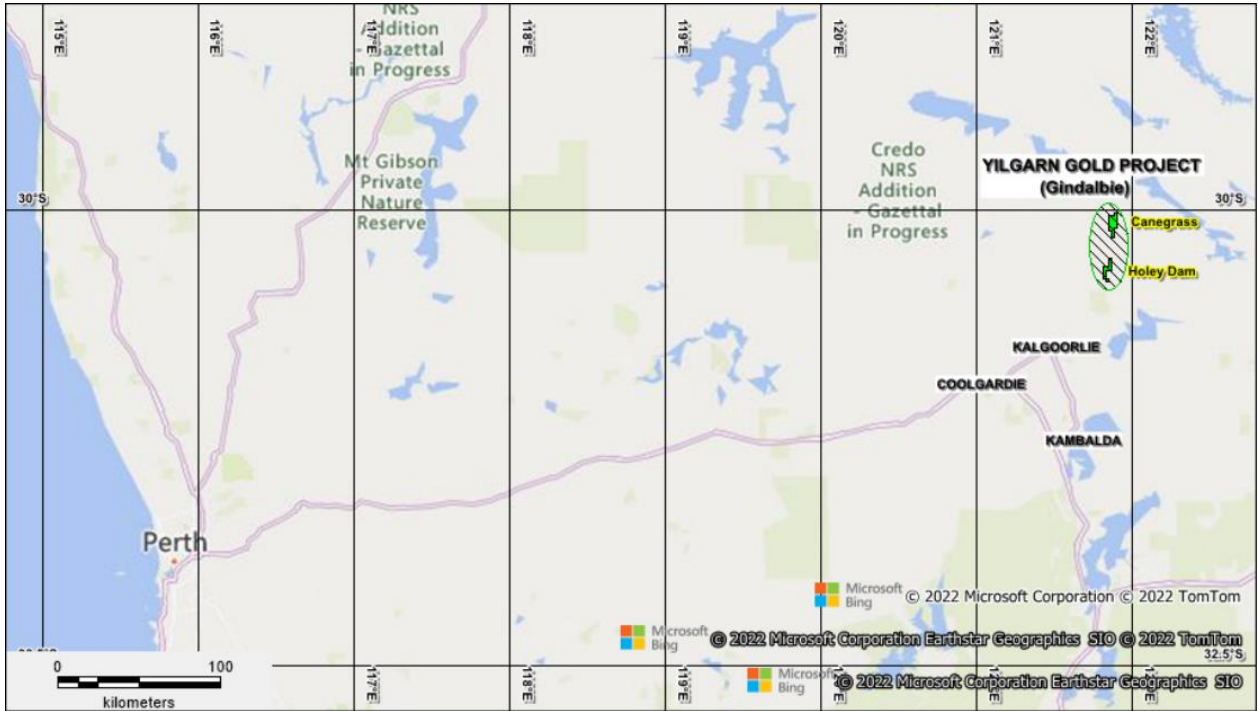 115°E
116°E
117°E
118°E
119°E
120°E
121°E
122°E
NRS
Addition
- Gazettal
in Progress
Mt Gibson
Private
Nature
Reserve
Credo
NRS
Addition
- Gazettal
in Progress
YILGARN GOLD PROJECT
(Gindalbie)
30°S
30°S
Canegrass
Holey Dam
KALGOORLIE
COOLGARDIE
KAMBALDA
Perth
Microsoft
Bing
© 2022 Microsoft Corporation © 2022 TomTom
Microsoft
Bing
© 2022 Microsoft Corporation Earthstar Geographics SIO © 2022 TomTom
32.5°S
0 100
kilometers
117°E
118°E
119°E
Microsoft
Bing
© 2022 Microsoft Corporation Earthstar Geographics SIO